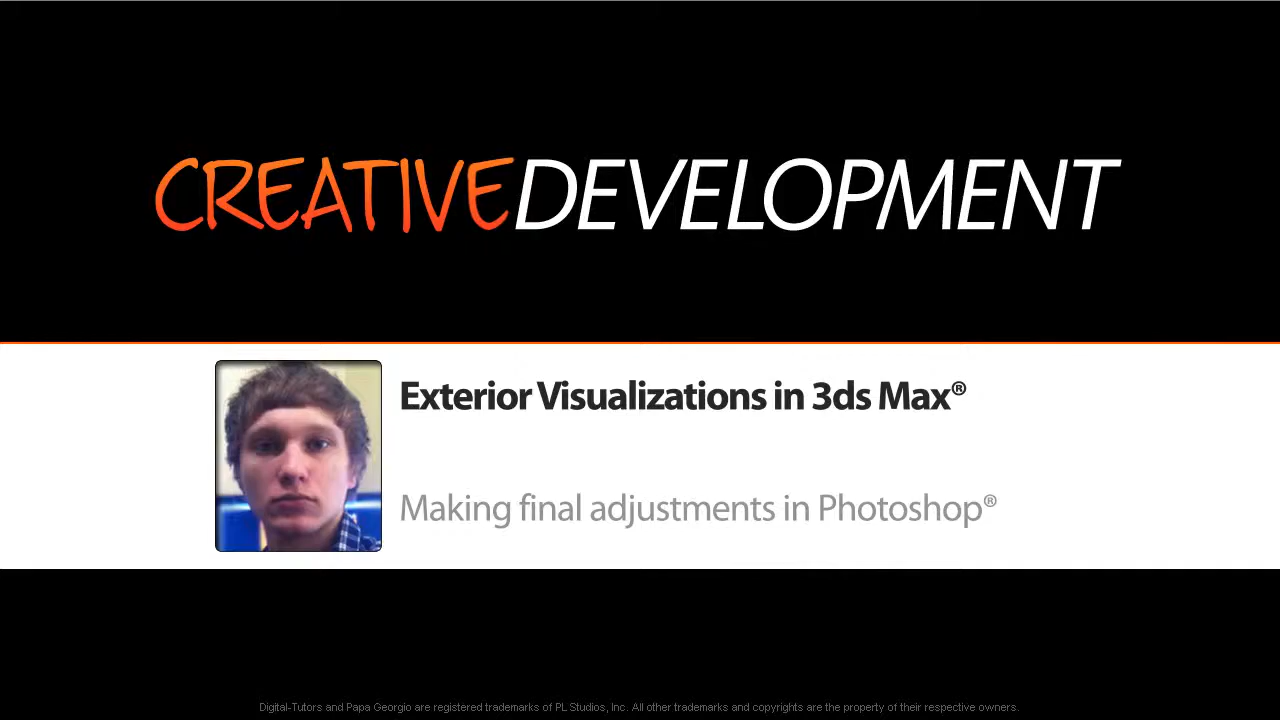 CREATIVEDEVELOPMENT
Exterior Visualizations in 3ds Max®
Making final adjustments in Photoshop®
Digital-Tutors and Papa Georgio are registered trademarks of PL Studios, Inc. All other trademarks and copyrights are the property of their respective owners.